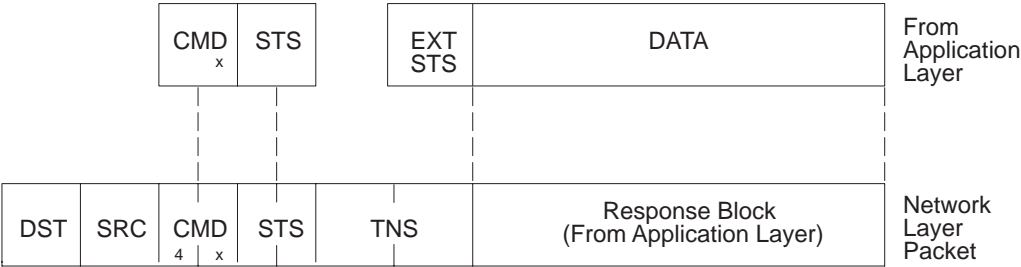 CMD
x
STS
EXT
STS
DATA
From
Application
Layer
DST
SRC
CMD
4 x
STS
TNS
Response Block
(From Application Layer)
Network
Layer
Packet